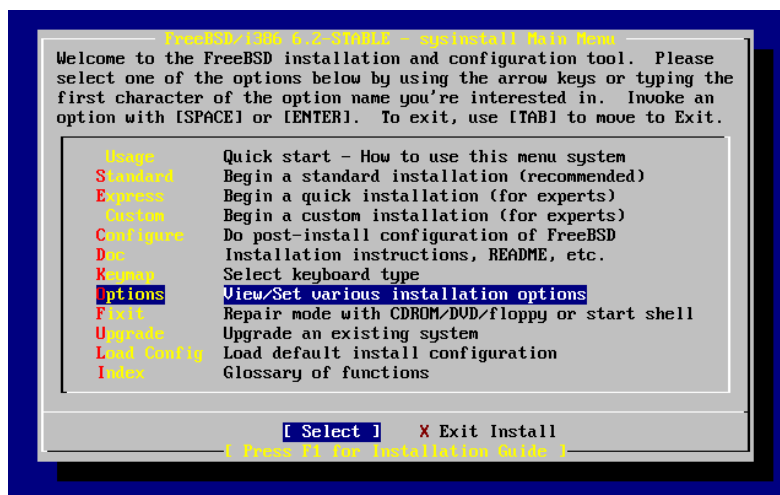 FreeBSD/i386 6.2-STABLE - sysinstall Main Menu
Welcome to the FreeBSD installation and configuration tool.  Please
select one of the options below by using the arrow keys or typing the
first character of the option name you're interested in.  Invoke an
option with [SPACE] or [ENTER].  To exit, use [TAB] to move to Exit.
Usage Quick start - How to use this menu system
Standard Begin a standard installation (recommended)
Express Begin a quick installation (for experts)
Custom Begin a custom installation (for experts)
Configure Do post-install configuration of FreeBSD
Doc Installation instructions, README, etc.
Keymap Select keyboard type
Options View/Set various installation options
Fixit Repair mode with CDROM/DVD/floppy or start shell
Upgrade Upgrade an existing system
Load Config Load default install configuration
Index Glossary of functions
[ Select ] X Exit Install
[ Press F1 for Installation Guide ]